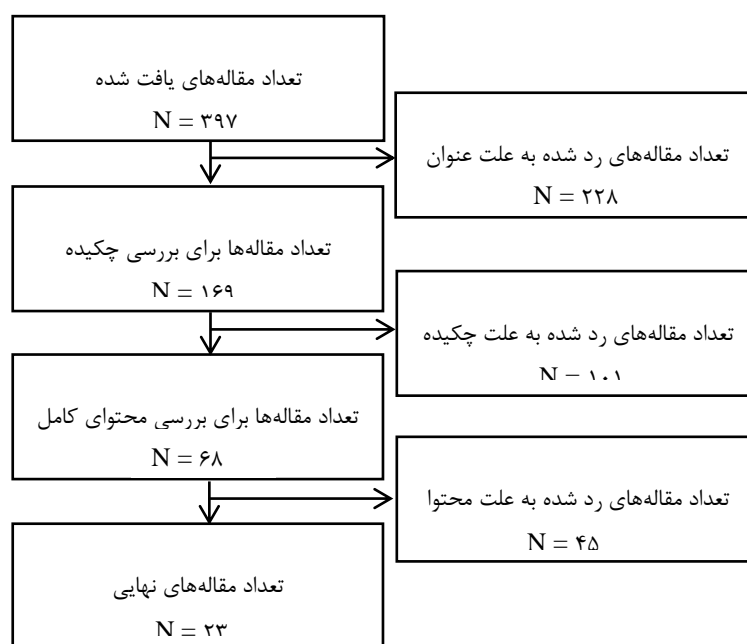 تعداد مقاله‌های یافت شده
N = ۳۹۷
تعداد مقاله‌های رد شده به علت عنوان
N = ۲۲۸
تعداد مقاله‌ها برای بررسی چکیده
N = ۱۶۹
تعداد مقاله‌های رد شده به علت چکیده
N = ۱۰۱
تعداد مقاله‌ها برای بررسی محتوای کامل
N = ۶۸
تعداد مقاله‌های رد شده به علت محتوا
N = ۴۵
تعداد مقاله‌های نهایی
N = ۲۳